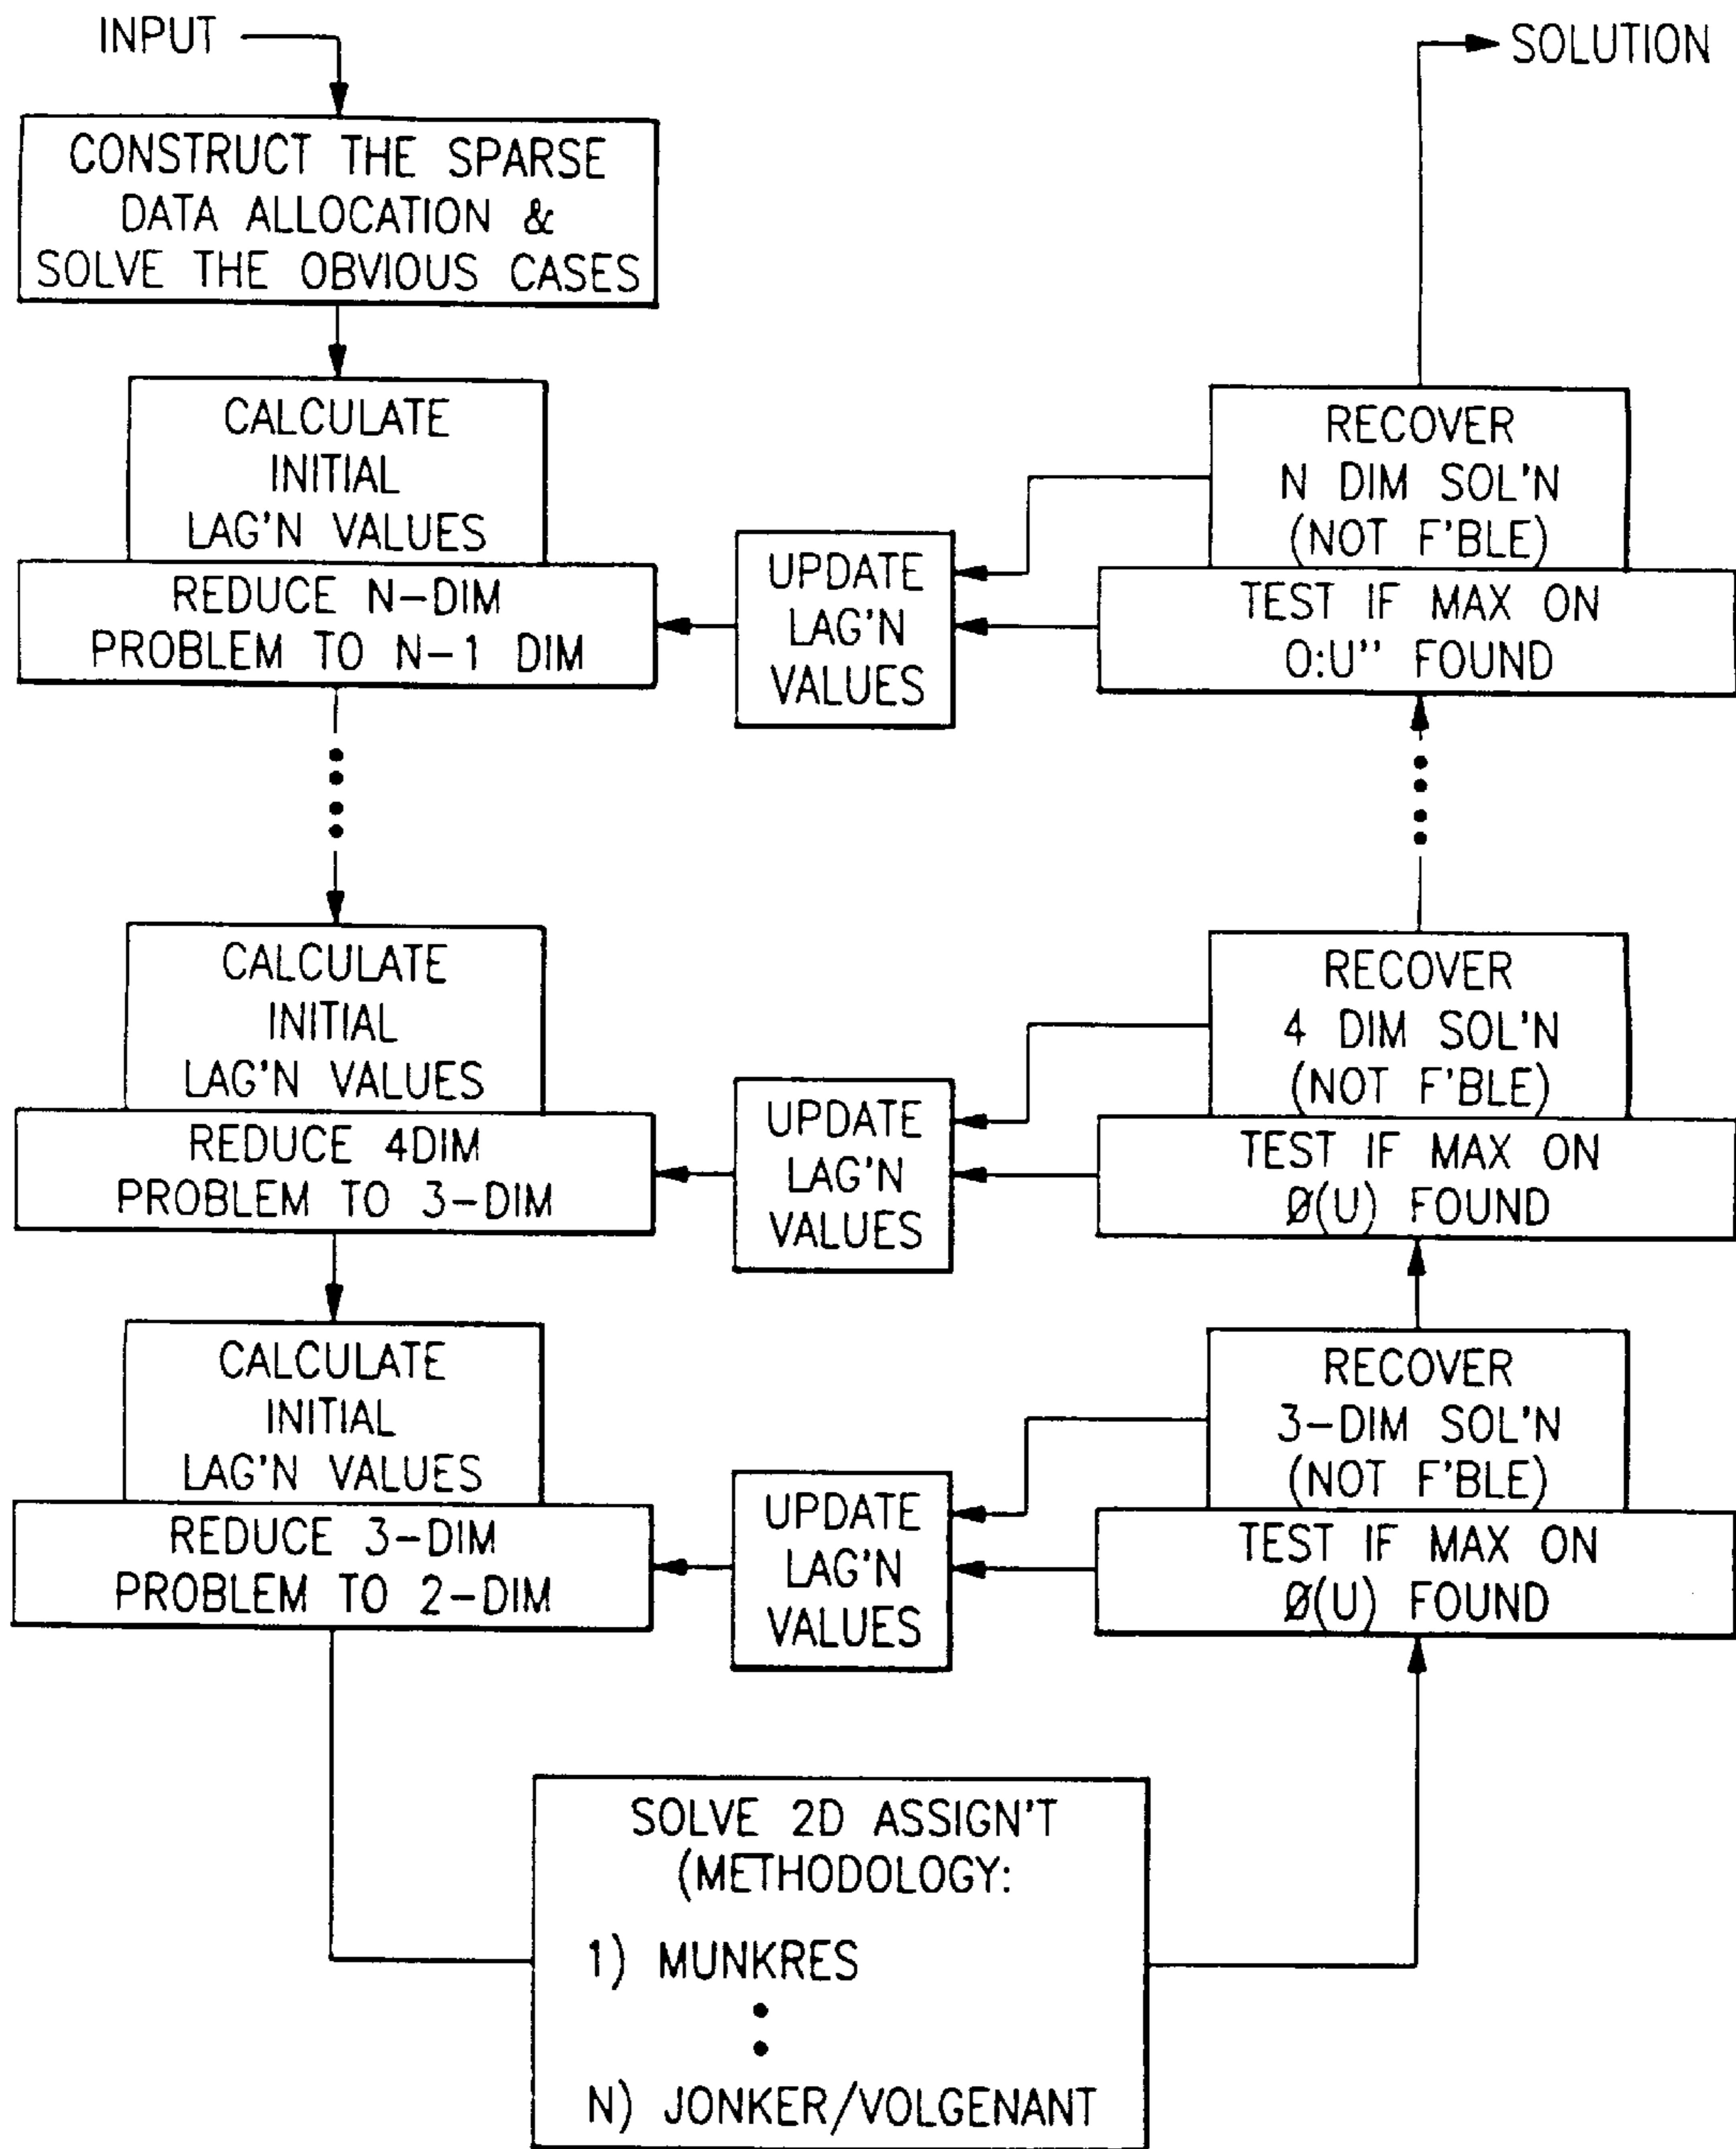 INPUT
SOLUTION
CONSTRUCT THE SPARSE
DATA ALLOCATION &
SOLVE THE OBVIOUS CASES
CALCULATE
INITIAL
LAG'N VALUES
REDUCE N-DIM
PROBLEM TO N-1 DIM
UPDATE
LAG'N
VALUES
RECOVER
N DIM SOL'N
(NOT F'BLE)
TEST IF MAX ON
O:U" FOUND
CALCULATE
INITIAL
LAG'N VALUES
REDUCE 4DIM
PROBLEM TO 3-DIM
UPDATE
LAG'N
VALUES
RECOVER
4 DIM SOL'N
(NOT F'BLE)
TEST IF MAX ON
Ø(U) FOUND
CALCULATE
INITIAL
LAG'N VALUES
REDUCE 3-DIM
PROBLEM TO 2-DIM
UPDATE
LAG'N
VALUES
RECOVER
3-DIM SOL'N
(NOT F'BLE)
TEST IF MAX ON
Ø(U) FOUND
SOLVE 2D ASSIGN'T
(METHODOLOGY:
1) MUNKRES
N) JONKER/VOLGENANT